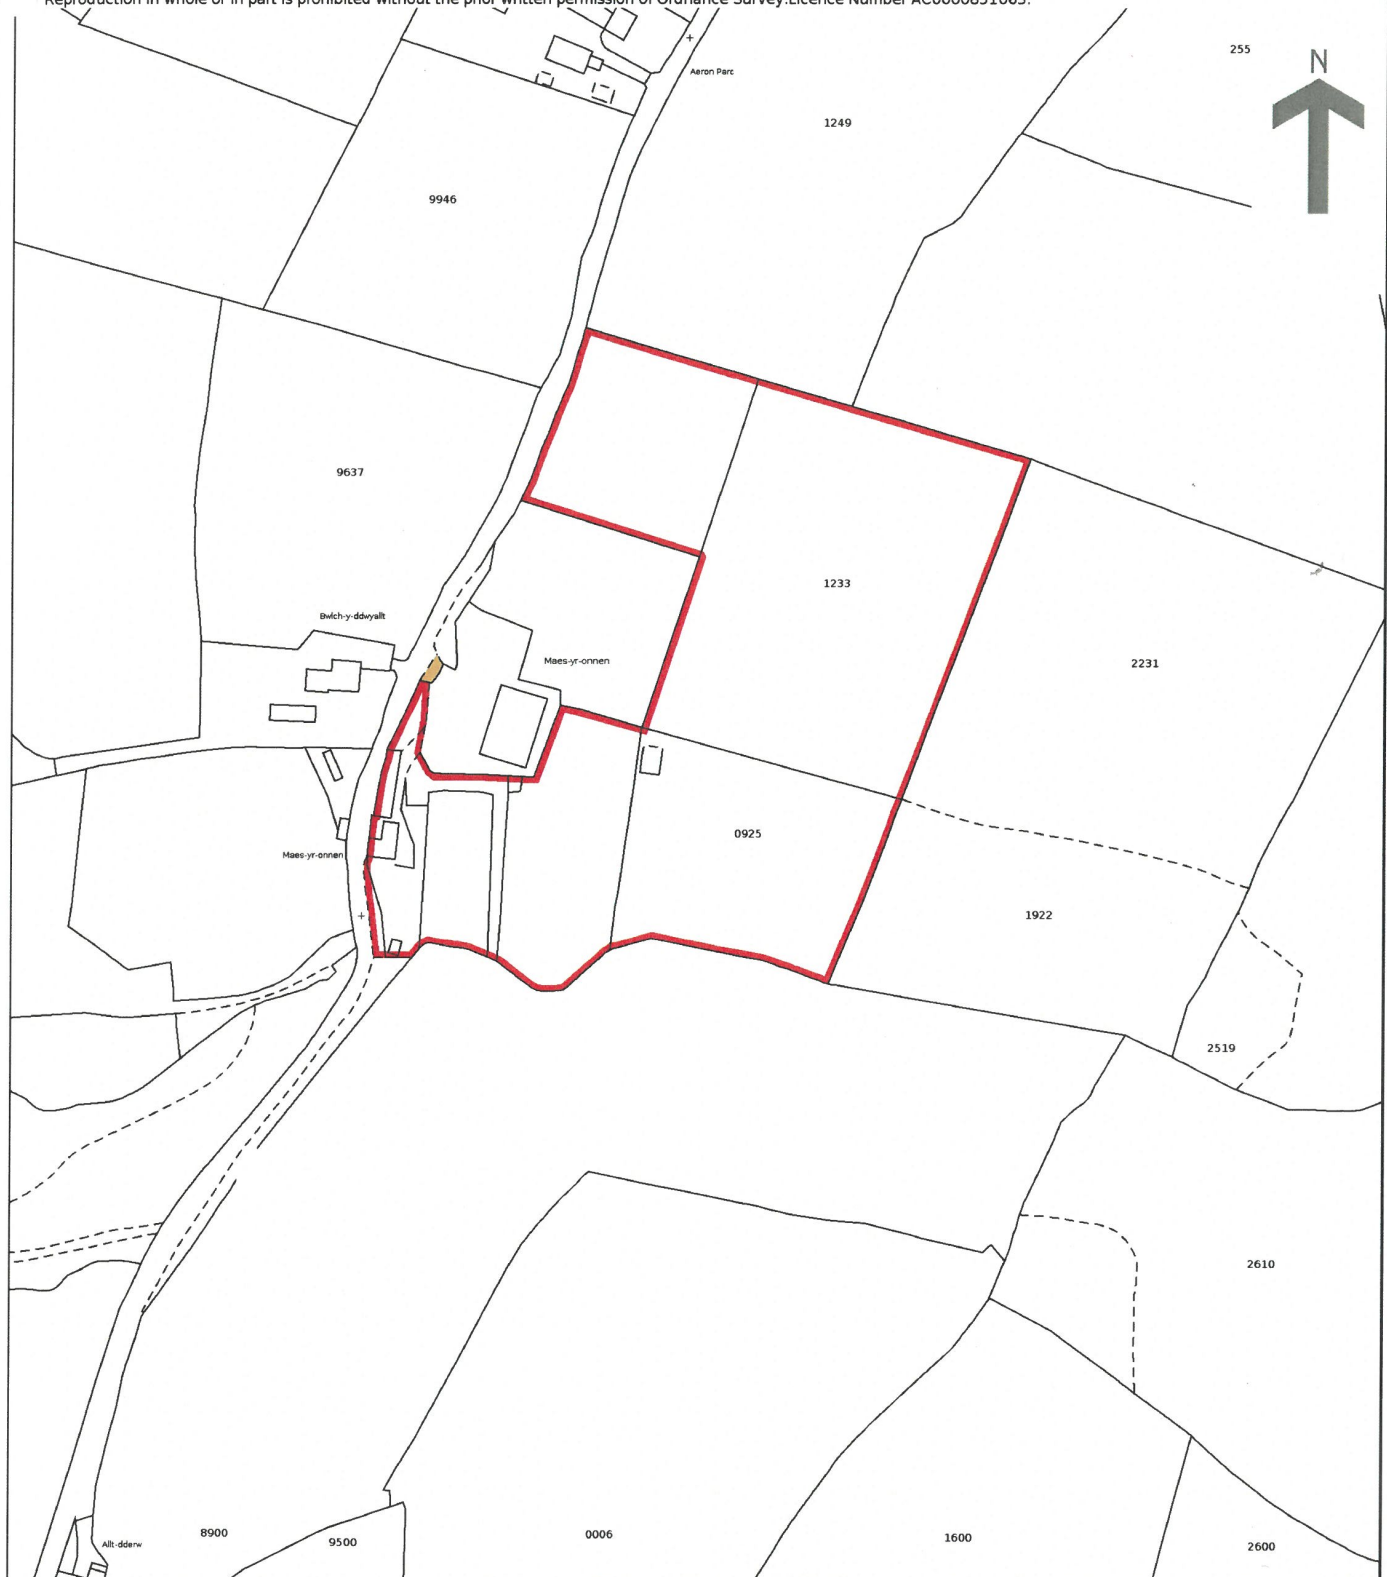 Reproduction in whole or in part is prohibited without the prior written permission of Ordnance Survey.Licence Number AC0000851063.
255
N
Aeron Parc
1249
9946
9637
1233
Bwlch-y-ddwyallt
Maes-yr-onnen
2231
0925
Maes-yr-onnen
1922
2519
2610
8900
9500
0006
1600
2600
Allt-dderw